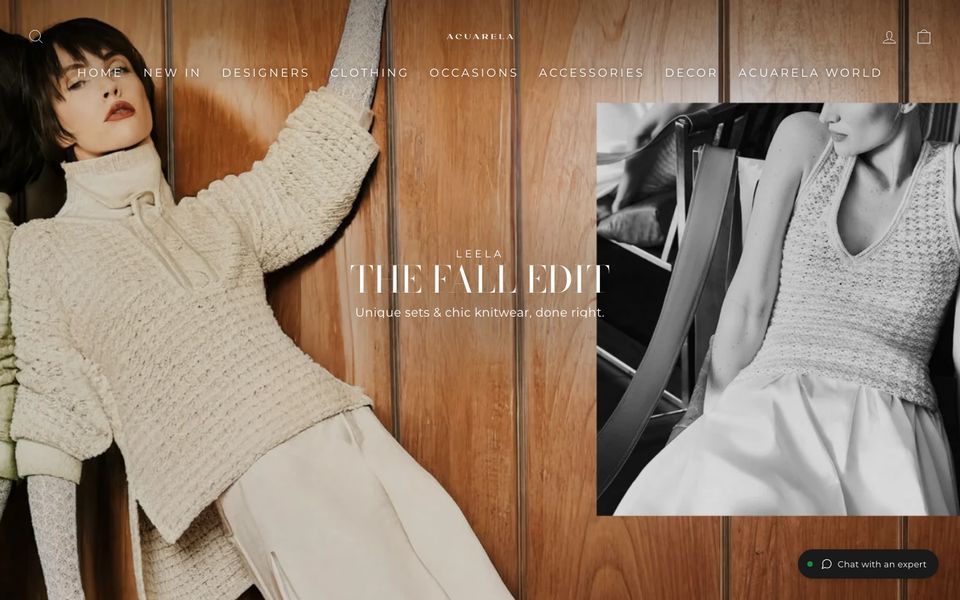 ACUARELA
HOME NEW IN DESIGNERS CLOTHING OCCASIONS ACCESSORIES DECOR ACUARELA WORLD
LEELA
THE FALL EDIT
Unique sets & chic knitwear, done right.
Chat with an expert